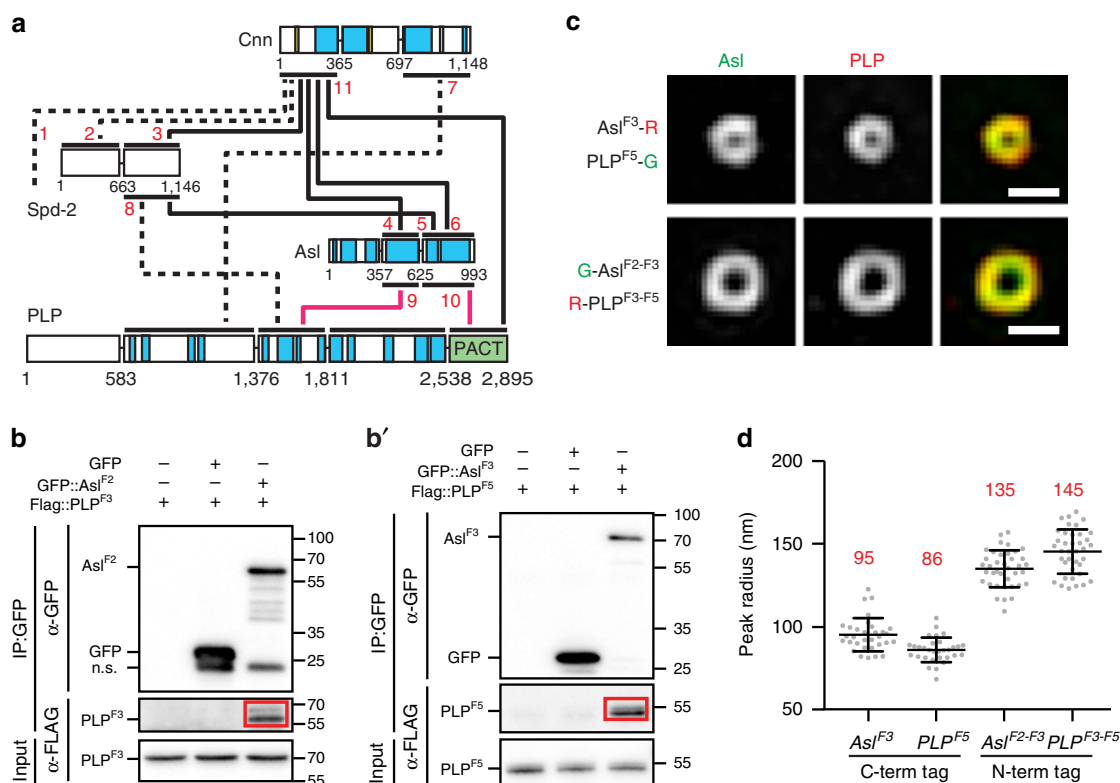 a
Cnn
1 365 697 1,148
11 7
1 2 3
1 663 1,146
Spd-2 8
4 5 6
Asl
1 357 625 993
9 10
PLP
PACT
1 583 1,376 1,811 2,538 2,895
b
GFP – + –
GFP::Asl^F2 – – +
Flag::PLP^F3 + + +
IP:GFP
α-GFP
Asl^F2
GFP
n.s.
100
70
55
35
25
α-FLAG
PLP^F3
70
55
Input
PLP^F3
70
55
b′
GFP – + –
GFP::Asl^F3 – – +
Flag::PLP^F5 + + +
IP:GFP
α-GFP
Asl^F3
GFP
100
70
55
35
25
α-FLAG
PLP^F5
55
Input
PLP^F5
55
c
Asl PLP
Asl^F3-R
PLP^F5-G
G-Asl^F2-F3
R-PLP^F3-F5
d
Peak radius (nm)
200
150
100
50
95 86 135 145
Asl^F3 PLP^F5 Asl^F2-F3 PLP^F3-F5
C-term tag N-term tag